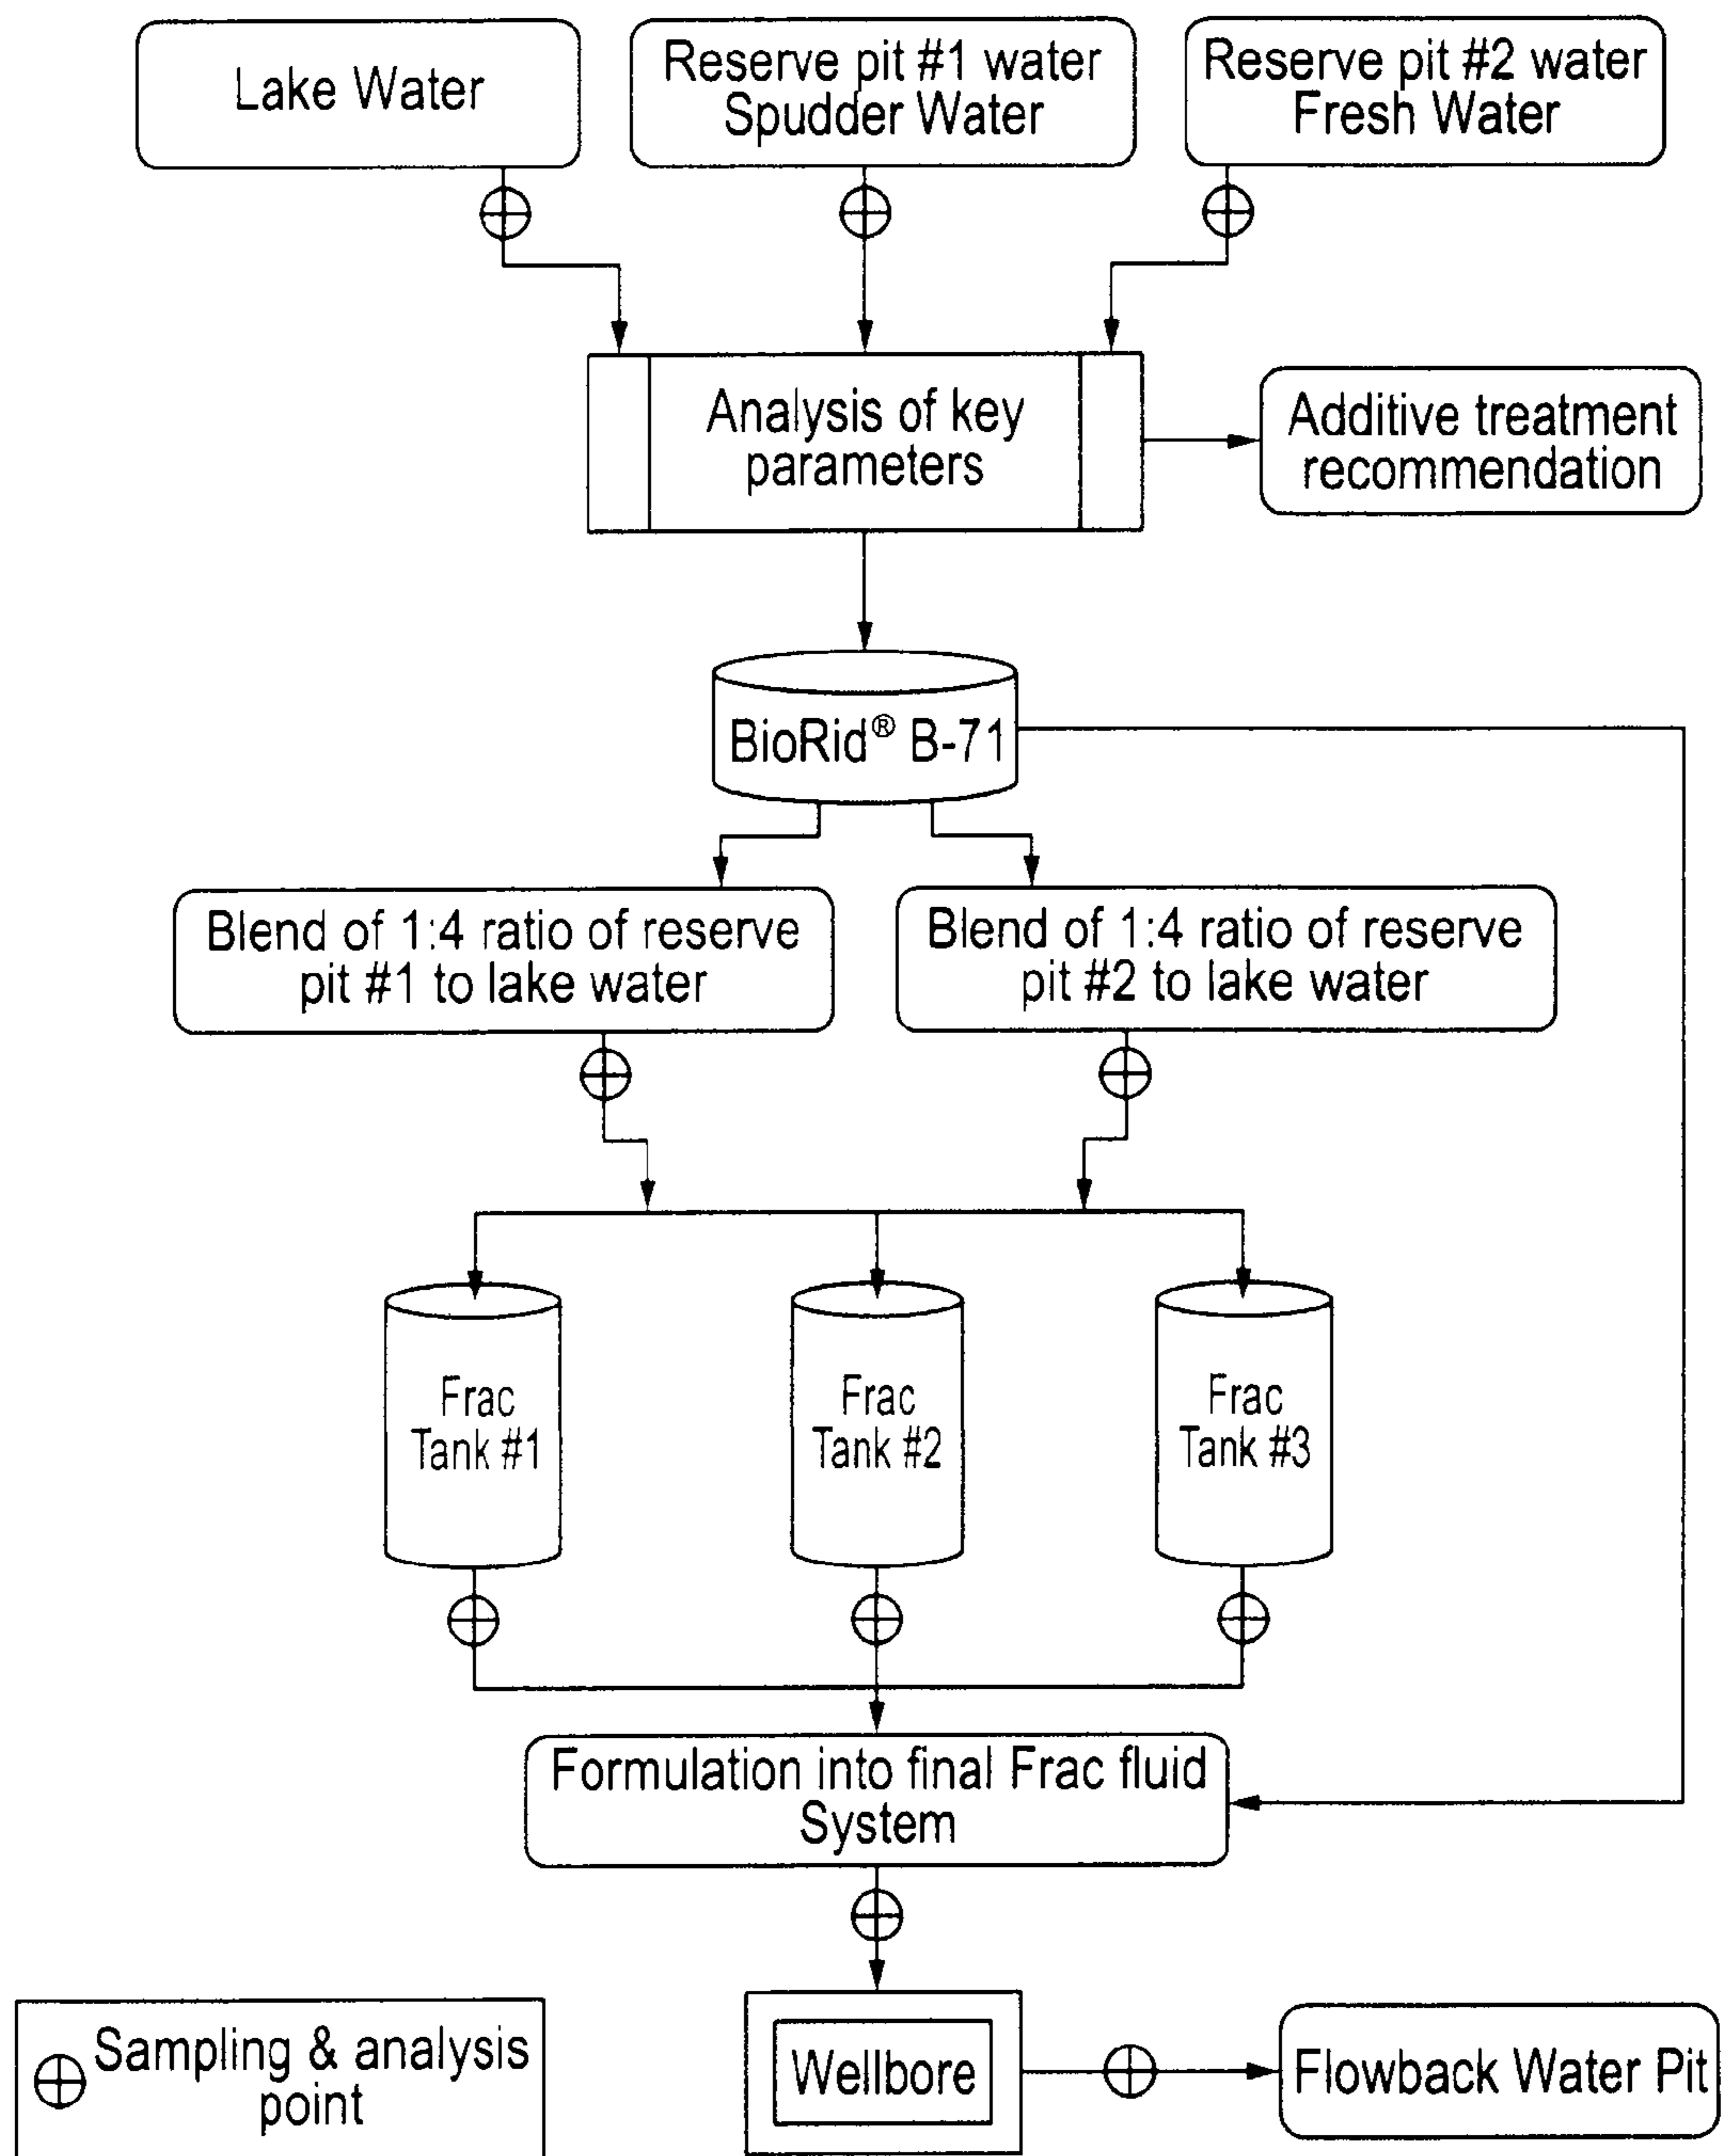 Lake Water
Reserve pit #1 water
Spudder Water
Reserve pit #2 water
Fresh Water
Analysis of key
parameters
Additive treatment
recommendation
BioRid® B-71
Blend of 1:4 ratio of reserve
pit #1 to lake water
Blend of 1:4 ratio of reserve
pit #2 to lake water
Frac
Tank #1
Frac
Tank #2
Frac
Tank #3
Formulation into final Frac fluid
System
Sampling & analysis
point
Wellbore
Flowback Water Pit